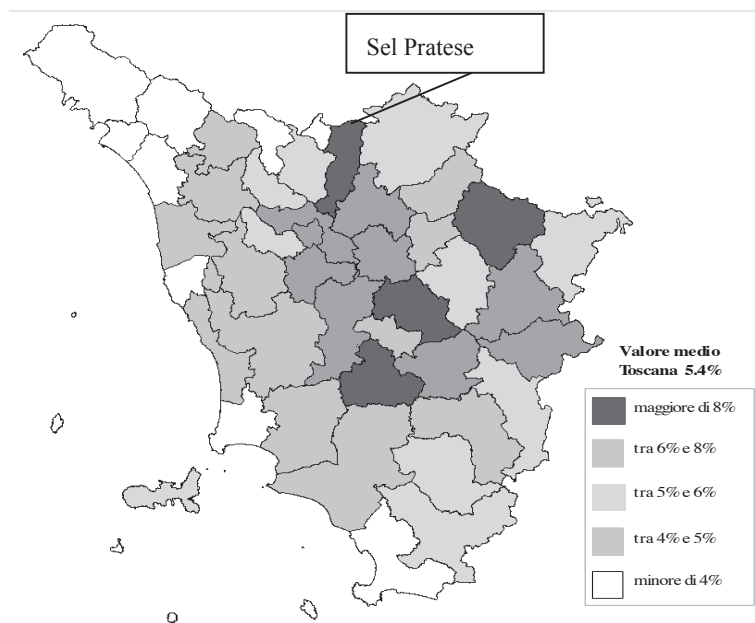 Sel Pratese
Valore medio
Toscana 5.4%
maggiore di 8%
tra 6% e 8%
tra 5% e 6%
tra 4% e 5%
minore di 4%